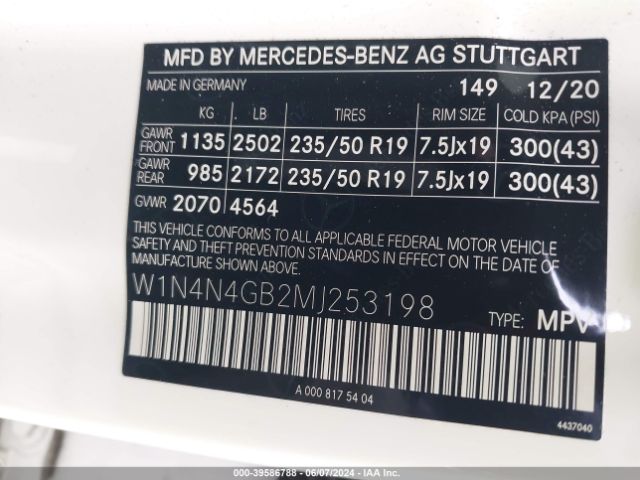 MFD BY MERCEDES-BENZ AG STUTTGART
MADE IN GERMANY 149 12/20
KG LB TIRES RIM SIZE COLD KPA (PSI)
GAWR FRONT 1135 2502 235/50 R19 7.5Jx19 300(43)
GAWR REAR 985 2172 235/50 R19 7.5Jx19 300(43)
GVWR 2070 4564
THIS VEHICLE CONFORMS TO ALL APPLICABLE FEDERAL MOTOR VEHICLE
SAFETY AND THEFT PREVENTION STANDARDS IN EFFECT ON THE DATE
OF MANUFACTURE SHOWN ABOVE.
W1N4N4GB2MJ253198
TYPE: MPV
A 000 817 54 04
4437040
000-39586788 - 06/07/2024 - IAAI.COM